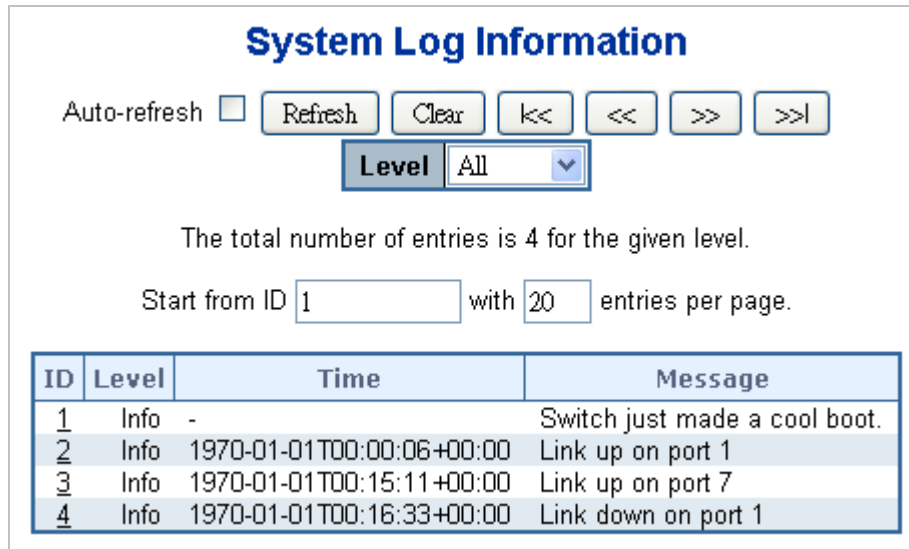 System Log Information
Auto-refresh Refresh Clear |<< << >> >>|
Level All
The total number of entries is 4 for the given level.
Start from ID 1 with 20 entries per page.
ID Level Time Message
1 Info - Switch just made a cool boot.
2 Info 1970-01-01T00:00:06+00:00 Link up on port 1
3 Info 1970-01-01T00:15:11+00:00 Link up on port 7
4 Info 1970-01-01T00:16:33+00:00 Link down on port 1